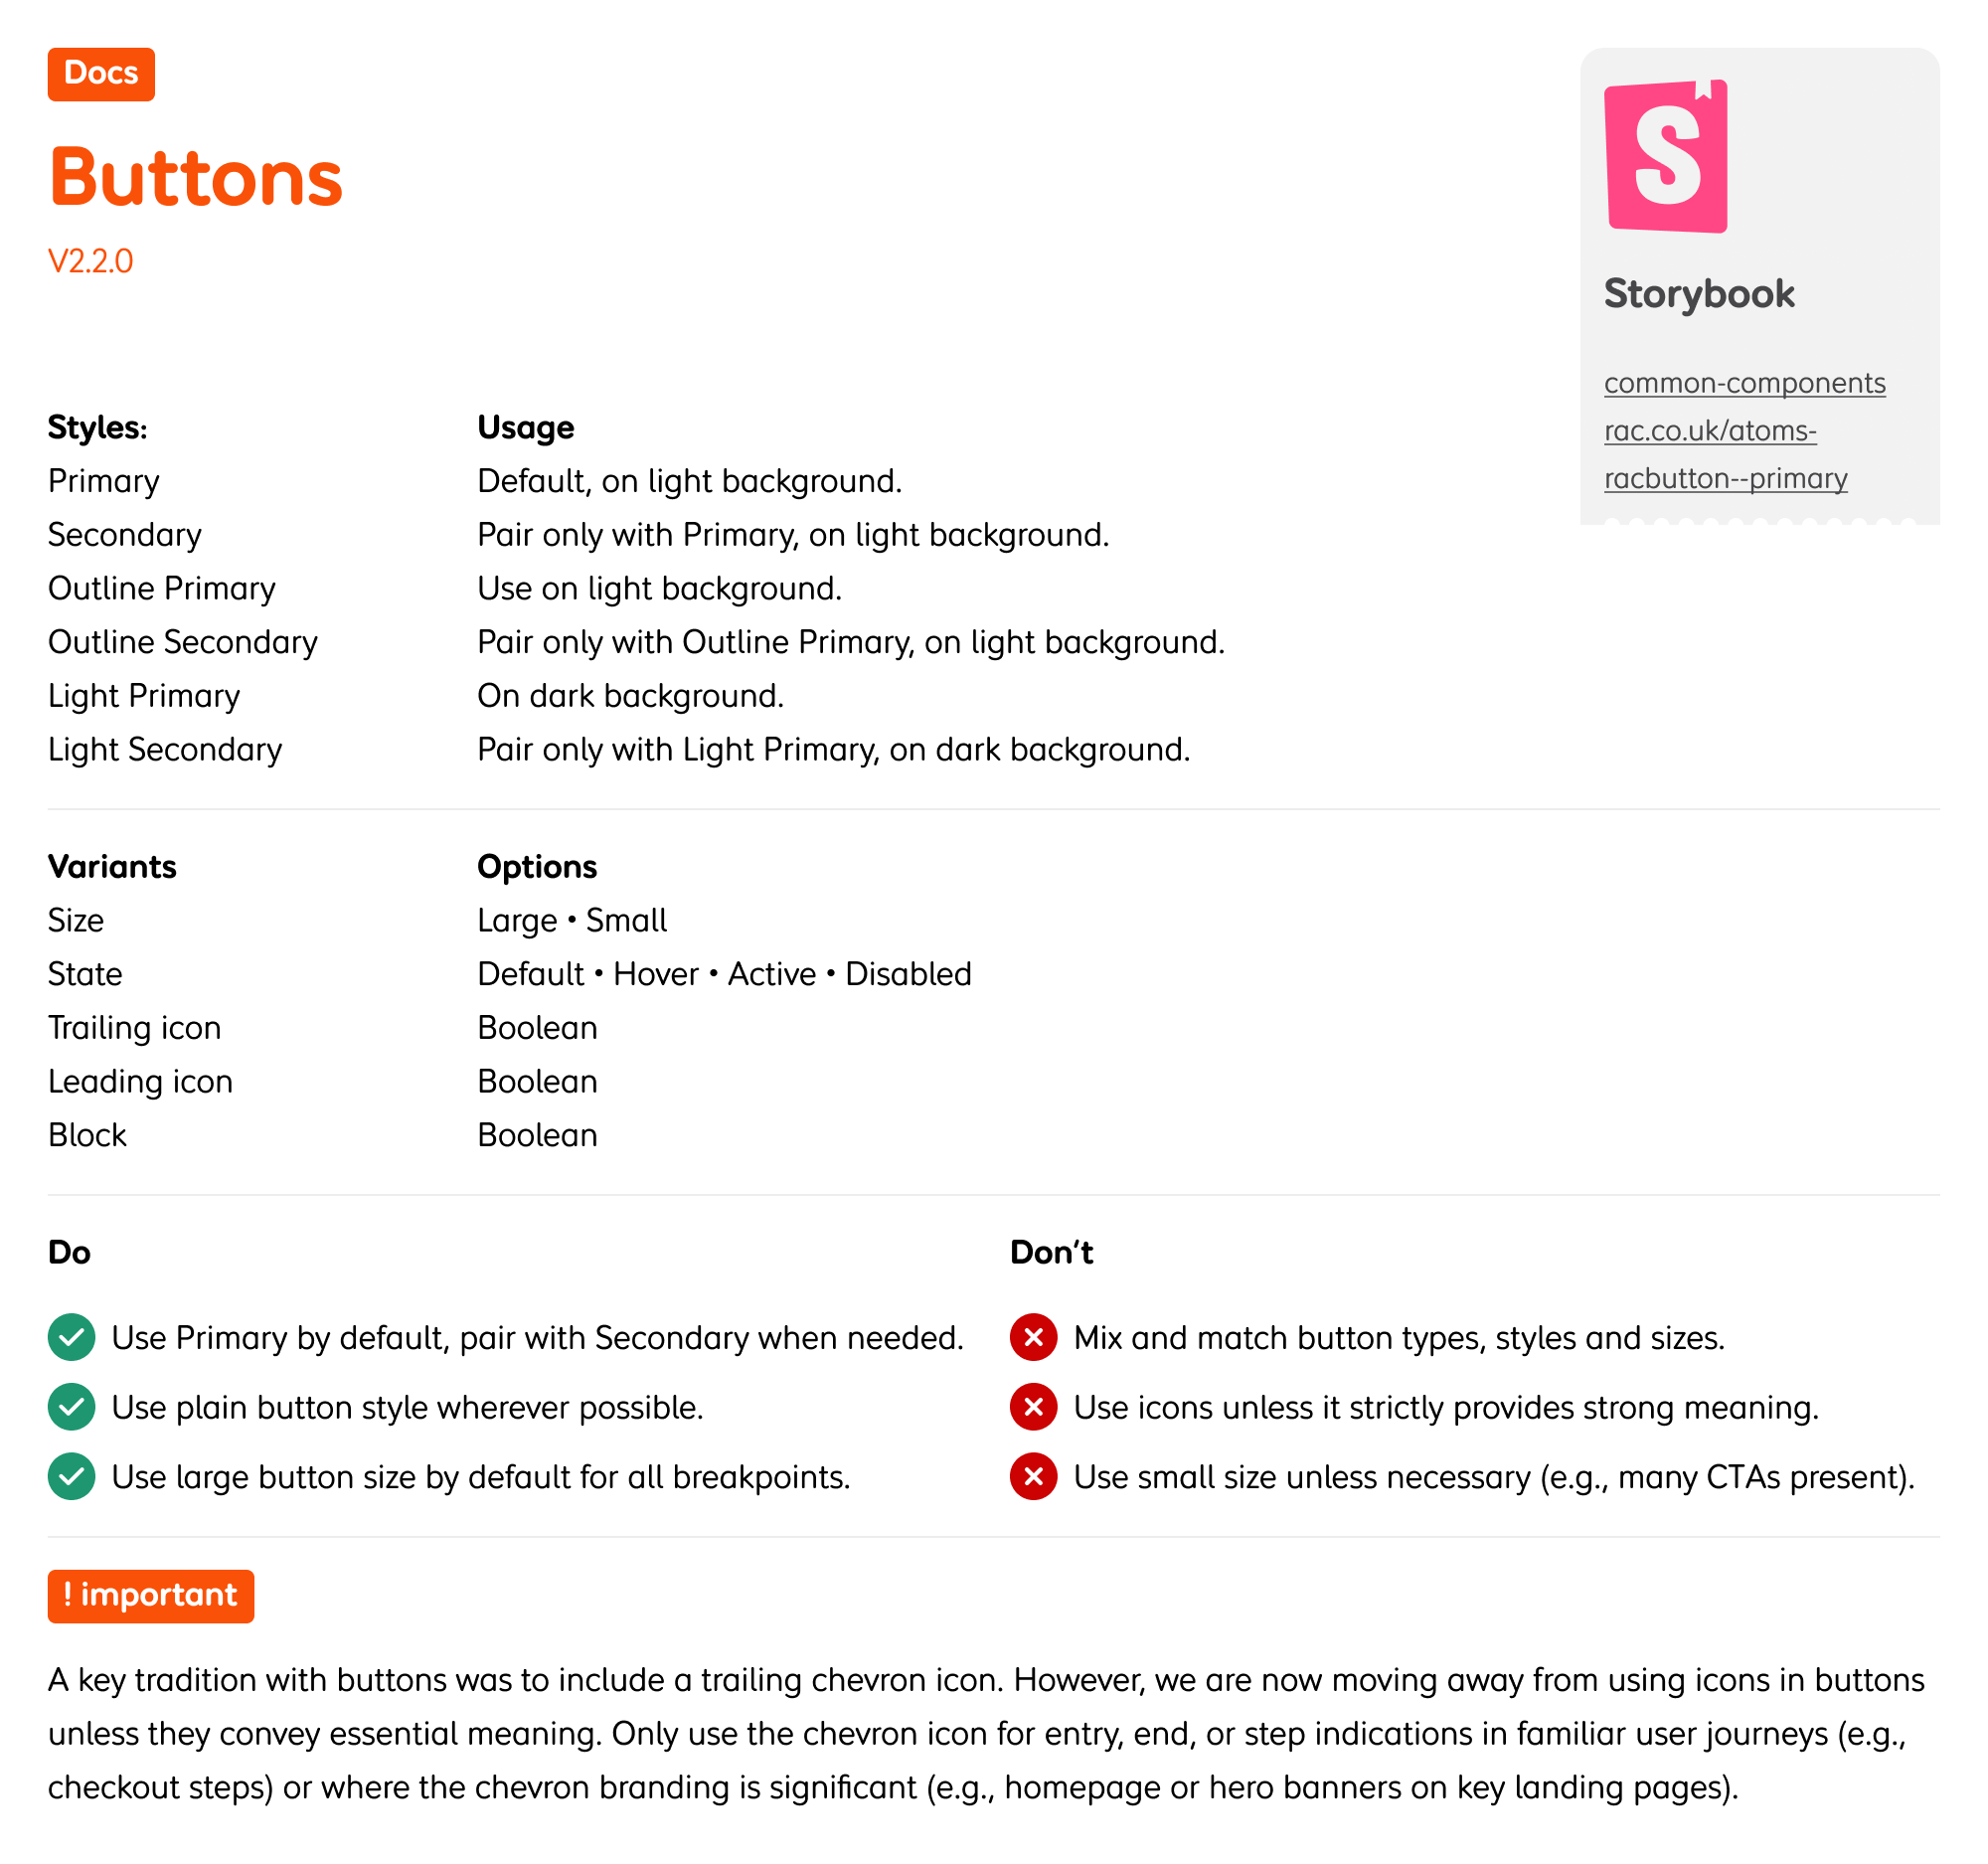 Docs
Buttons
V2.2.0
S
Storybook
common-components
rac.co.uk/atoms-
racbutton--primary
Styles: Usage
Primary Default, on light background.
Secondary Pair only with Primary, on light background.
Outline Primary Use on light background.
Outline Secondary Pair only with Outline Primary, on light background.
Light Primary On dark background.
Light Secondary Pair only with Light Primary, on dark background.
Variants Options
Size Large • Small
State Default • Hover • Active • Disabled
Trailing icon Boolean
Leading icon Boolean
Block Boolean
Do
Use Primary by default, pair with Secondary when needed.
Use plain button style wherever possible.
Use large button size by default for all breakpoints.
Don't
Mix and match button types, styles and sizes.
Use icons unless it strictly provides strong meaning.
Use small size unless necessary (e.g., many CTAs present).
! important
A key tradition with buttons was to include a trailing chevron icon. However, we are now moving away from using icons in buttons
unless they convey essential meaning. Only use the chevron icon for entry, end, or step indications in familiar user journeys (e.g.,
checkout steps) or where the chevron branding is significant (e.g., homepage or hero banners on key landing pages).